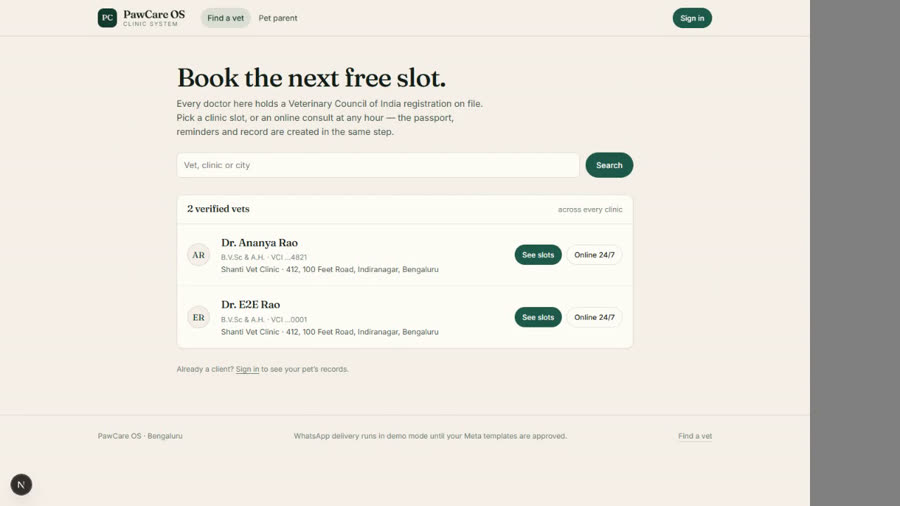 PC
PawCare OS
CLINIC SYSTEM
Find a vet
Pet parent
Sign in
Book the next free slot.
Every doctor here holds a Veterinary Council of India registration on file.
Pick a clinic slot, or an online consult at any hour — the passport,
reminders and record are created in the same step.
Vet, clinic or city
Search
2 verified vets
across every clinic
AR
Dr. Ananya Rao
B.V.Sc & A.H. · VCI …4821
Shanti Vet Clinic · 412, 100 Feet Road, Indiranagar, Bengaluru
See slots
Online 24/7
ER
Dr. E2E Rao
B.V.Sc & A.H. · VCI …0001
Shanti Vet Clinic · 412, 100 Feet Road, Indiranagar, Bengaluru
See slots
Online 24/7
Already a client? Sign in to see your pet's records.
PawCare OS · Bengaluru
WhatsApp delivery runs in demo mode until your Meta templates are approved.
Find a vet
N